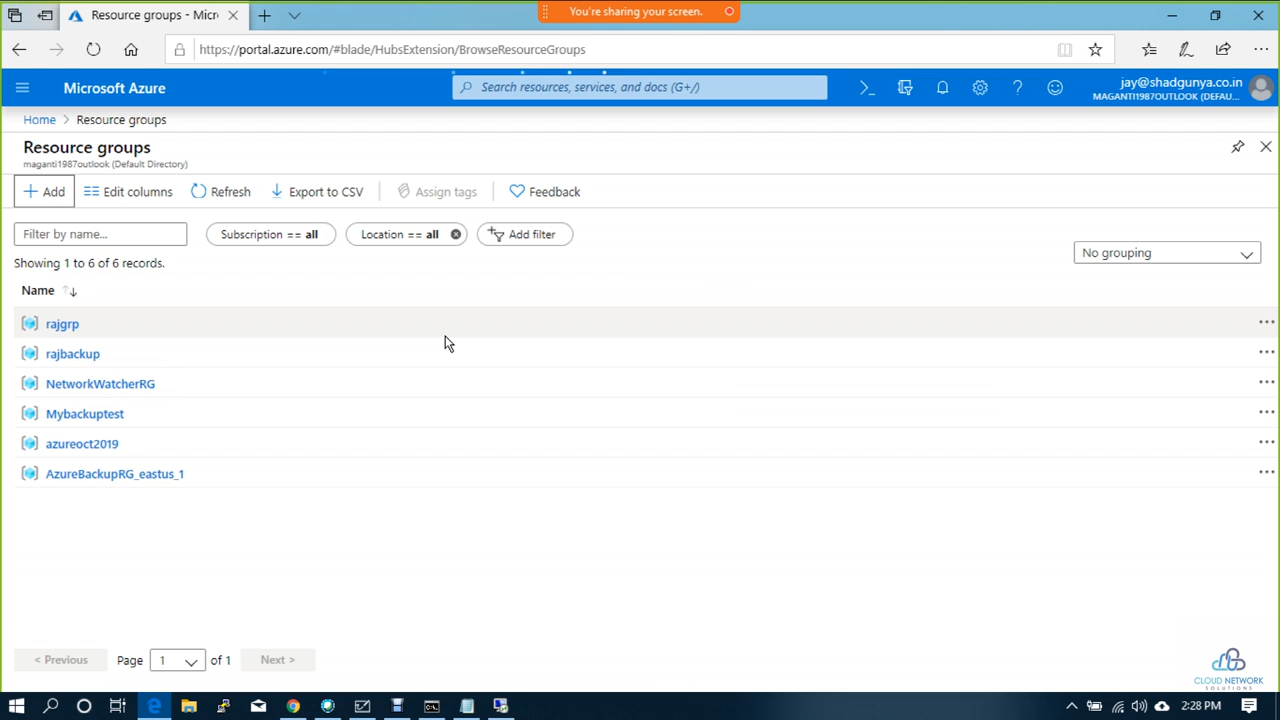 Resource groups - Micr
You're sharing your screen.
https://portal.azure.com/#blade/HubsExtension/BrowseResourceGroups
Microsoft Azure
Search resources, services, and docs (G+/)
jay@shadgunya.co.in
MAGANTI1987OUTLOOK (DEFAU...
Home > Resource groups
Resource groups
maganti1987outlook (Default Directory)
Add Edit columns Refresh Export to CSV Assign tags Feedback
Filter by name... Subscription == all Location == all Add filter
No grouping
Showing 1 to 6 of 6 records.
Name
rajgrp
rajbackup
NetworkWatcherRG
Mybackuptest
azureoct2019
AzureBackupRG_eastus_1
< Previous Page 1 of 1 Next >
CLOUD NETWORK
SOLUTIONS
2:28 PM